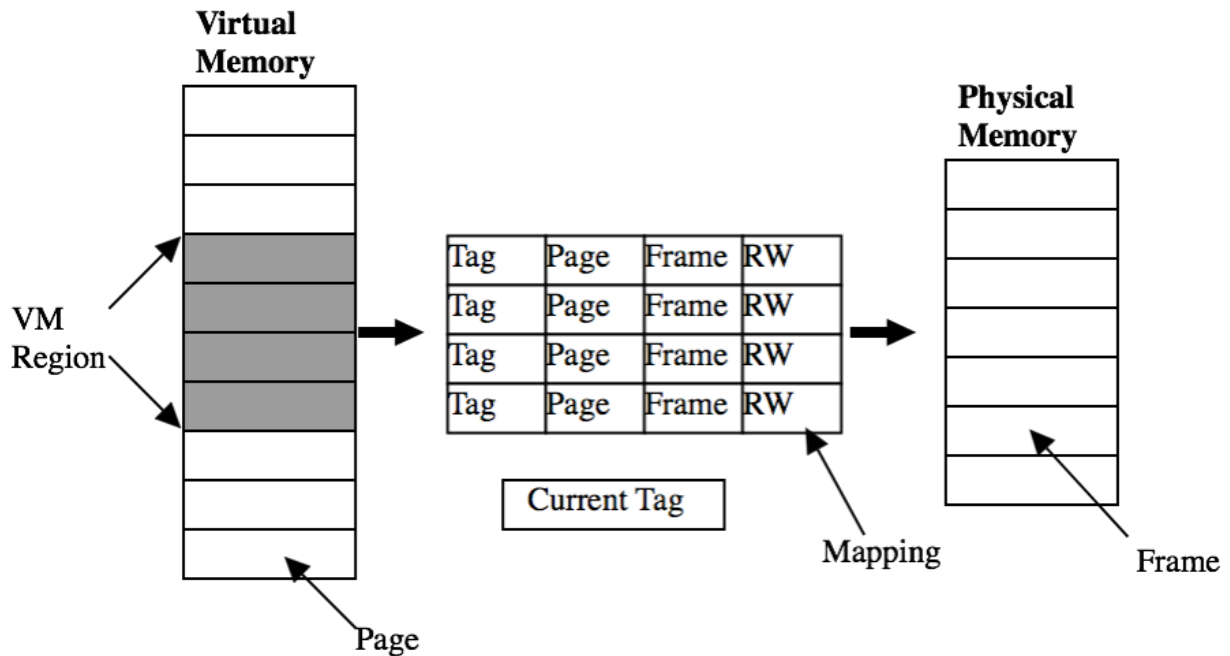 Virtual
Memory
Physical
Memory
VM
Region
Tag Page Frame RW
Tag Page Frame RW
Tag Page Frame RW
Tag Page Frame RW
Current Tag
Mapping
Frame
Page